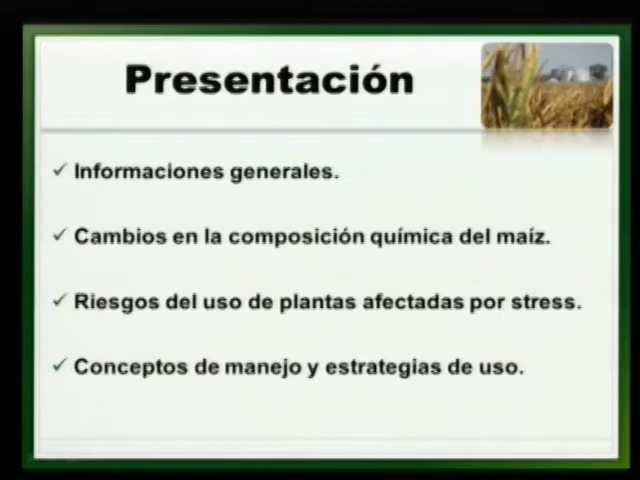 Presentación
Informaciones generales.
Cambios en la composición química del maíz.
Riesgos del uso de plantas afectadas por stress.
Conceptos de manejo y estrategias de uso.